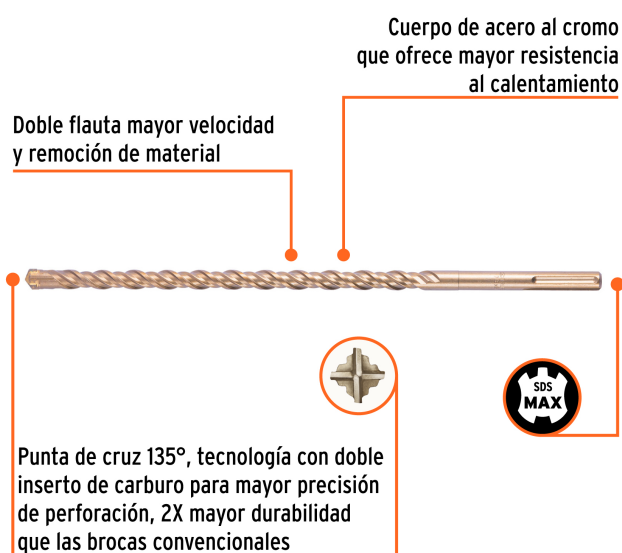 Cuerpo de acero al cromo
que ofrece mayor resistencia
al calentamiento
Doble flauta mayor velocidad
y remoción de material
SDS
MAX
Punta de cruz 135°, tecnología con doble
inserto de carburo para mayor precisión
de perforación, 2X mayor durabilidad
que las brocas convencionales